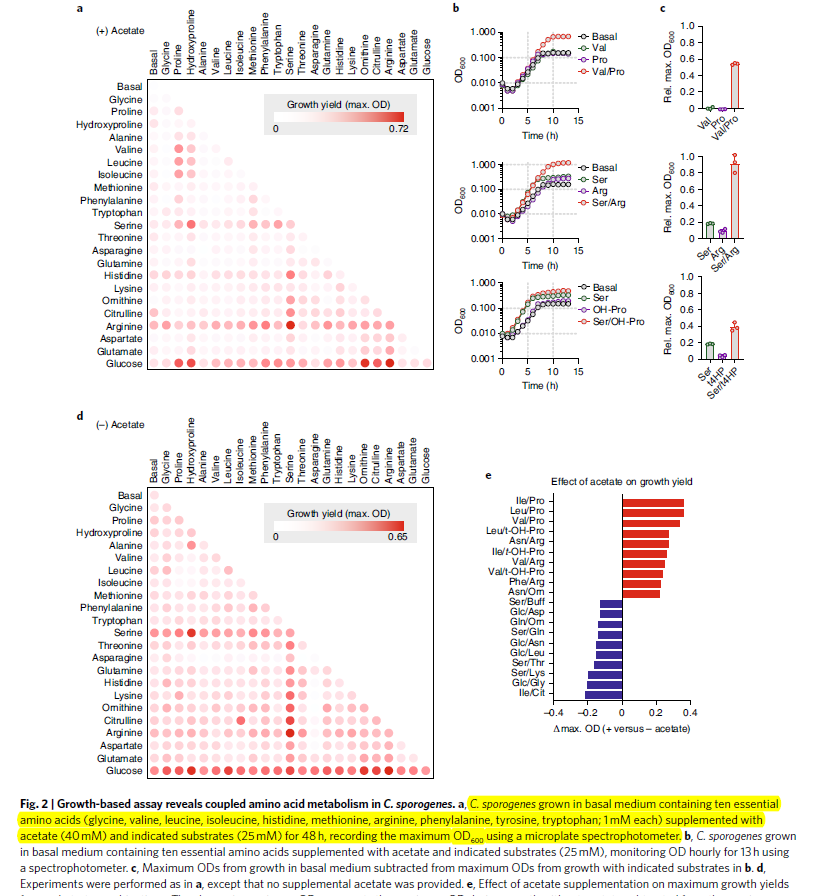 a
(+) Acetate
Basal
Glycine
Proline
Hydroxyproline
Alanine
Valine
Leucine
Isoleucine
Methionine
Phenylalanine
Tryptophan
Serine
Threonine
Asparagine
Glutamine
Histidine
Lysine
Ornithine
Citrulline
Arginine
Aspartate
Glutamate
Glucose
Basal
Glycine
Proline
Hydroxyproline
Alanine
Valine
Leucine
Isoleucine
Methionine
Phenylalanine
Tryptophan
Serine
Threonine
Asparagine
Glutamine
Histidine
Lysine
Ornithine
Citrulline
Arginine
Aspartate
Glutamate
Glucose
Growth yield (max. OD)
0 0.72
b
OD600
1.000
0.100
0.010
0.001
0 5 10 15
Time (h)
Basal
Val
Pro
Val/Pro
OD600
1.000
0.100
0.010
0.001
0 5 10 15
Time (h)
Basal
Ser
Arg
Ser/Arg
OD600
1.000
0.100
0.010
0.001
0 5 10 15
Time (h)
Basal
Ser
OH-Pro
Ser/OH-Pro
c
Rel. max. OD600
1.0
0.8
0.6
0.4
0.2
0
Val
Pro
Val/Pro
Rel. max. OD600
1.0
0.8
0.6
0.4
0.2
0
Ser
Arg
Ser/Arg
Rel. max. OD600
1.0
0.8
0.6
0.4
0.2
0
Ser
t4HP
Ser/t4HP
d
(–) Acetate
Basal
Glycine
Proline
Hydroxyproline
Alanine
Valine
Leucine
Isoleucine
Methionine
Phenylalanine
Tryptophan
Serine
Threonine
Asparagine
Glutamine
Histidine
Lysine
Ornithine
Citrulline
Arginine
Aspartate
Glutamate
Glucose
Basal
Glycine
Proline
Hydroxyproline
Alanine
Valine
Leucine
Isoleucine
Methionine
Phenylalanine
Tryptophan
Serine
Threonine
Asparagine
Glutamine
Histidine
Lysine
Ornithine
Citrulline
Arginine
Aspartate
Glutamate
Glucose
Growth yield (max. OD)
0 0.65
e
Effect of acetate on growth yield
Ile/Pro
Leu/Pro
Val/Pro
Leu/t-OH-Pro
Asn/Arg
Ile/t-OH-Pro
Val/Arg
Val/t-OH-Pro
Phe/Arg
Asn/Orn
Ser/Buff
Glc/Asp
Gln/Orn
Ser/Gln
Glc/Asn
Glc/Leu
Ser/Thr
Ser/Lys
Glc/Gly
Ile/Cit
–0.4 –0.2 0 0.2 0.4
Δmax. OD (+ versus – acetate)
Fig. 2 | Growth-based assay reveals coupled amino acid metabolism in C. sporogenes. a, C. sporogenes grown in basal medium containing ten essential
amino acids (glycine, valine, leucine, isoleucine, histidine, methionine, arginine, phenylalanine, tyrosine, tryptophan; 1 mM each) supplemented with
acetate (40 mM) and indicated substrates (25 mM) for 48 h, recording the maximum OD600 using a microplate spectrophotometer. b, C. sporogenes grown
in basal medium containing ten essential amino acids supplemented with acetate and indicated substrates (25 mM), monitoring OD hourly for 13 h using
a spectrophotometer. c, Maximum ODs from growth in basal medium subtracted from maximum ODs from growth with indicated substrates in b. d,
Experiments were performed as in a, except that no supplemental acetate was provided. e, Effect of acetate supplementation on maximum growth yields